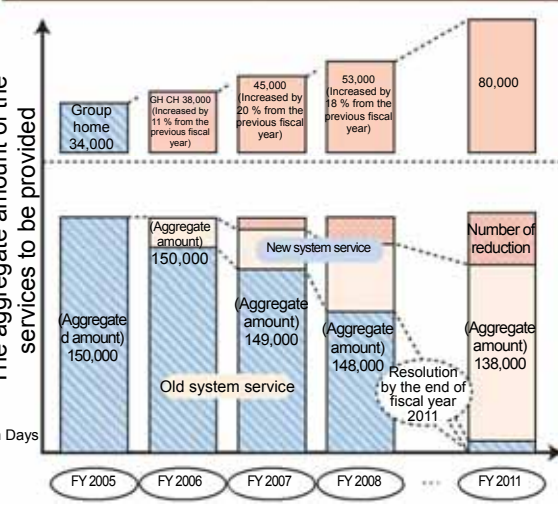 The aggregate amount of the
services to be provided
Group
home
34,000
GH CH 38,000
(Increased by
11 % from the
previous fiscal
year)
45,000
(Increased by
20 % from the
previous fiscal
year)
53,000
(Increased by
18 % from the
previous fiscal
year)
80,000
(Aggregate
d amount)
150,000
(Aggregate
amount)
150,000
(Aggregate
amount)
149,000
(Aggregate
amount)
148,000
Number of
reduction
(Aggregate
amount)
138,000
New system service
Old system service
Resolution
by the end of
fiscal year
2011
Days
FY 2005
FY 2006
FY 2007
FY 2008
...
FY 2011